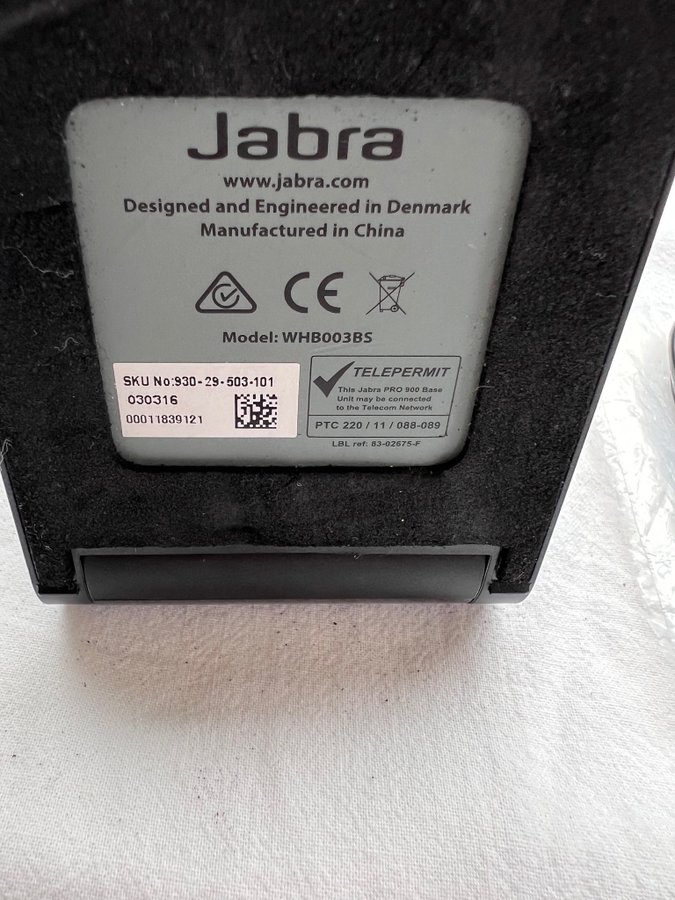 Jabra
www.jabra.com
Designed and Engineered in Denmark
Manufactured in China
CE
Model: WHB003BS
SKU No:930-29-503-101
030316
00011839121
TELEPERMIT
This Jabra PRO 900 Base
Unit may be connected
to the Telecom Network
PTC 220 / 11 / 088-089
LBL ref: 83-02675-F